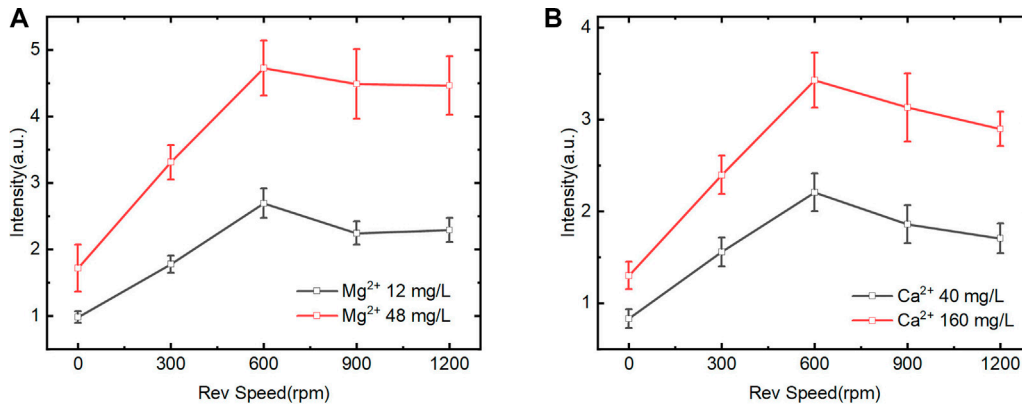 A
Intensity(a.u.)
5
4
3
2
1
0 300 600 900 1200
Rev Speed(rpm)
Mg²⁺ 12 mg/L
Mg²⁺ 48 mg/L
B
Intensity(a.u.)
4
3
2
1
0 300 600 900 1200
Rev Speed(rpm)
Ca²⁺ 40 mg/L
Ca²⁺ 160 mg/L